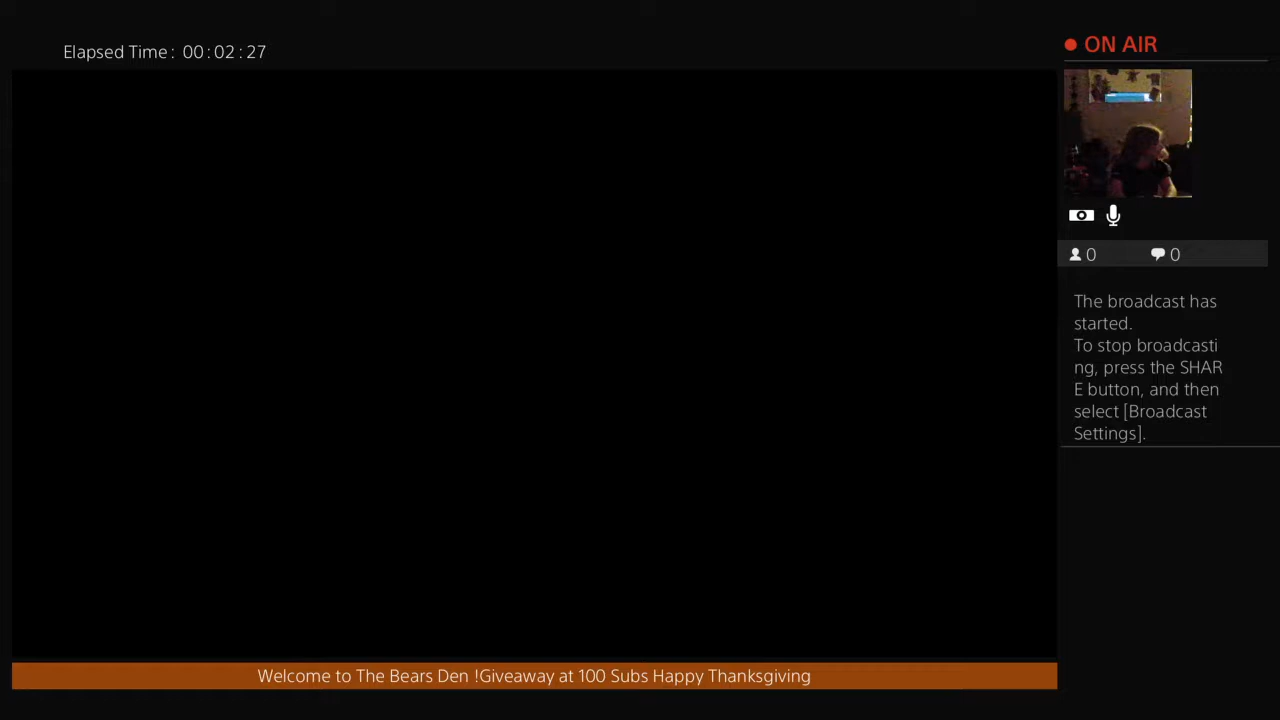 Elapsed Time: 00:02:27
ON AIR
0 0
The broadcast has
started.
To stop broadcasti
ng, press the SHAR
E button, and then
select [Broadcast
Settings].
Welcome to The Bears Den !Giveaway at 100 Subs Happy Thanksgiving